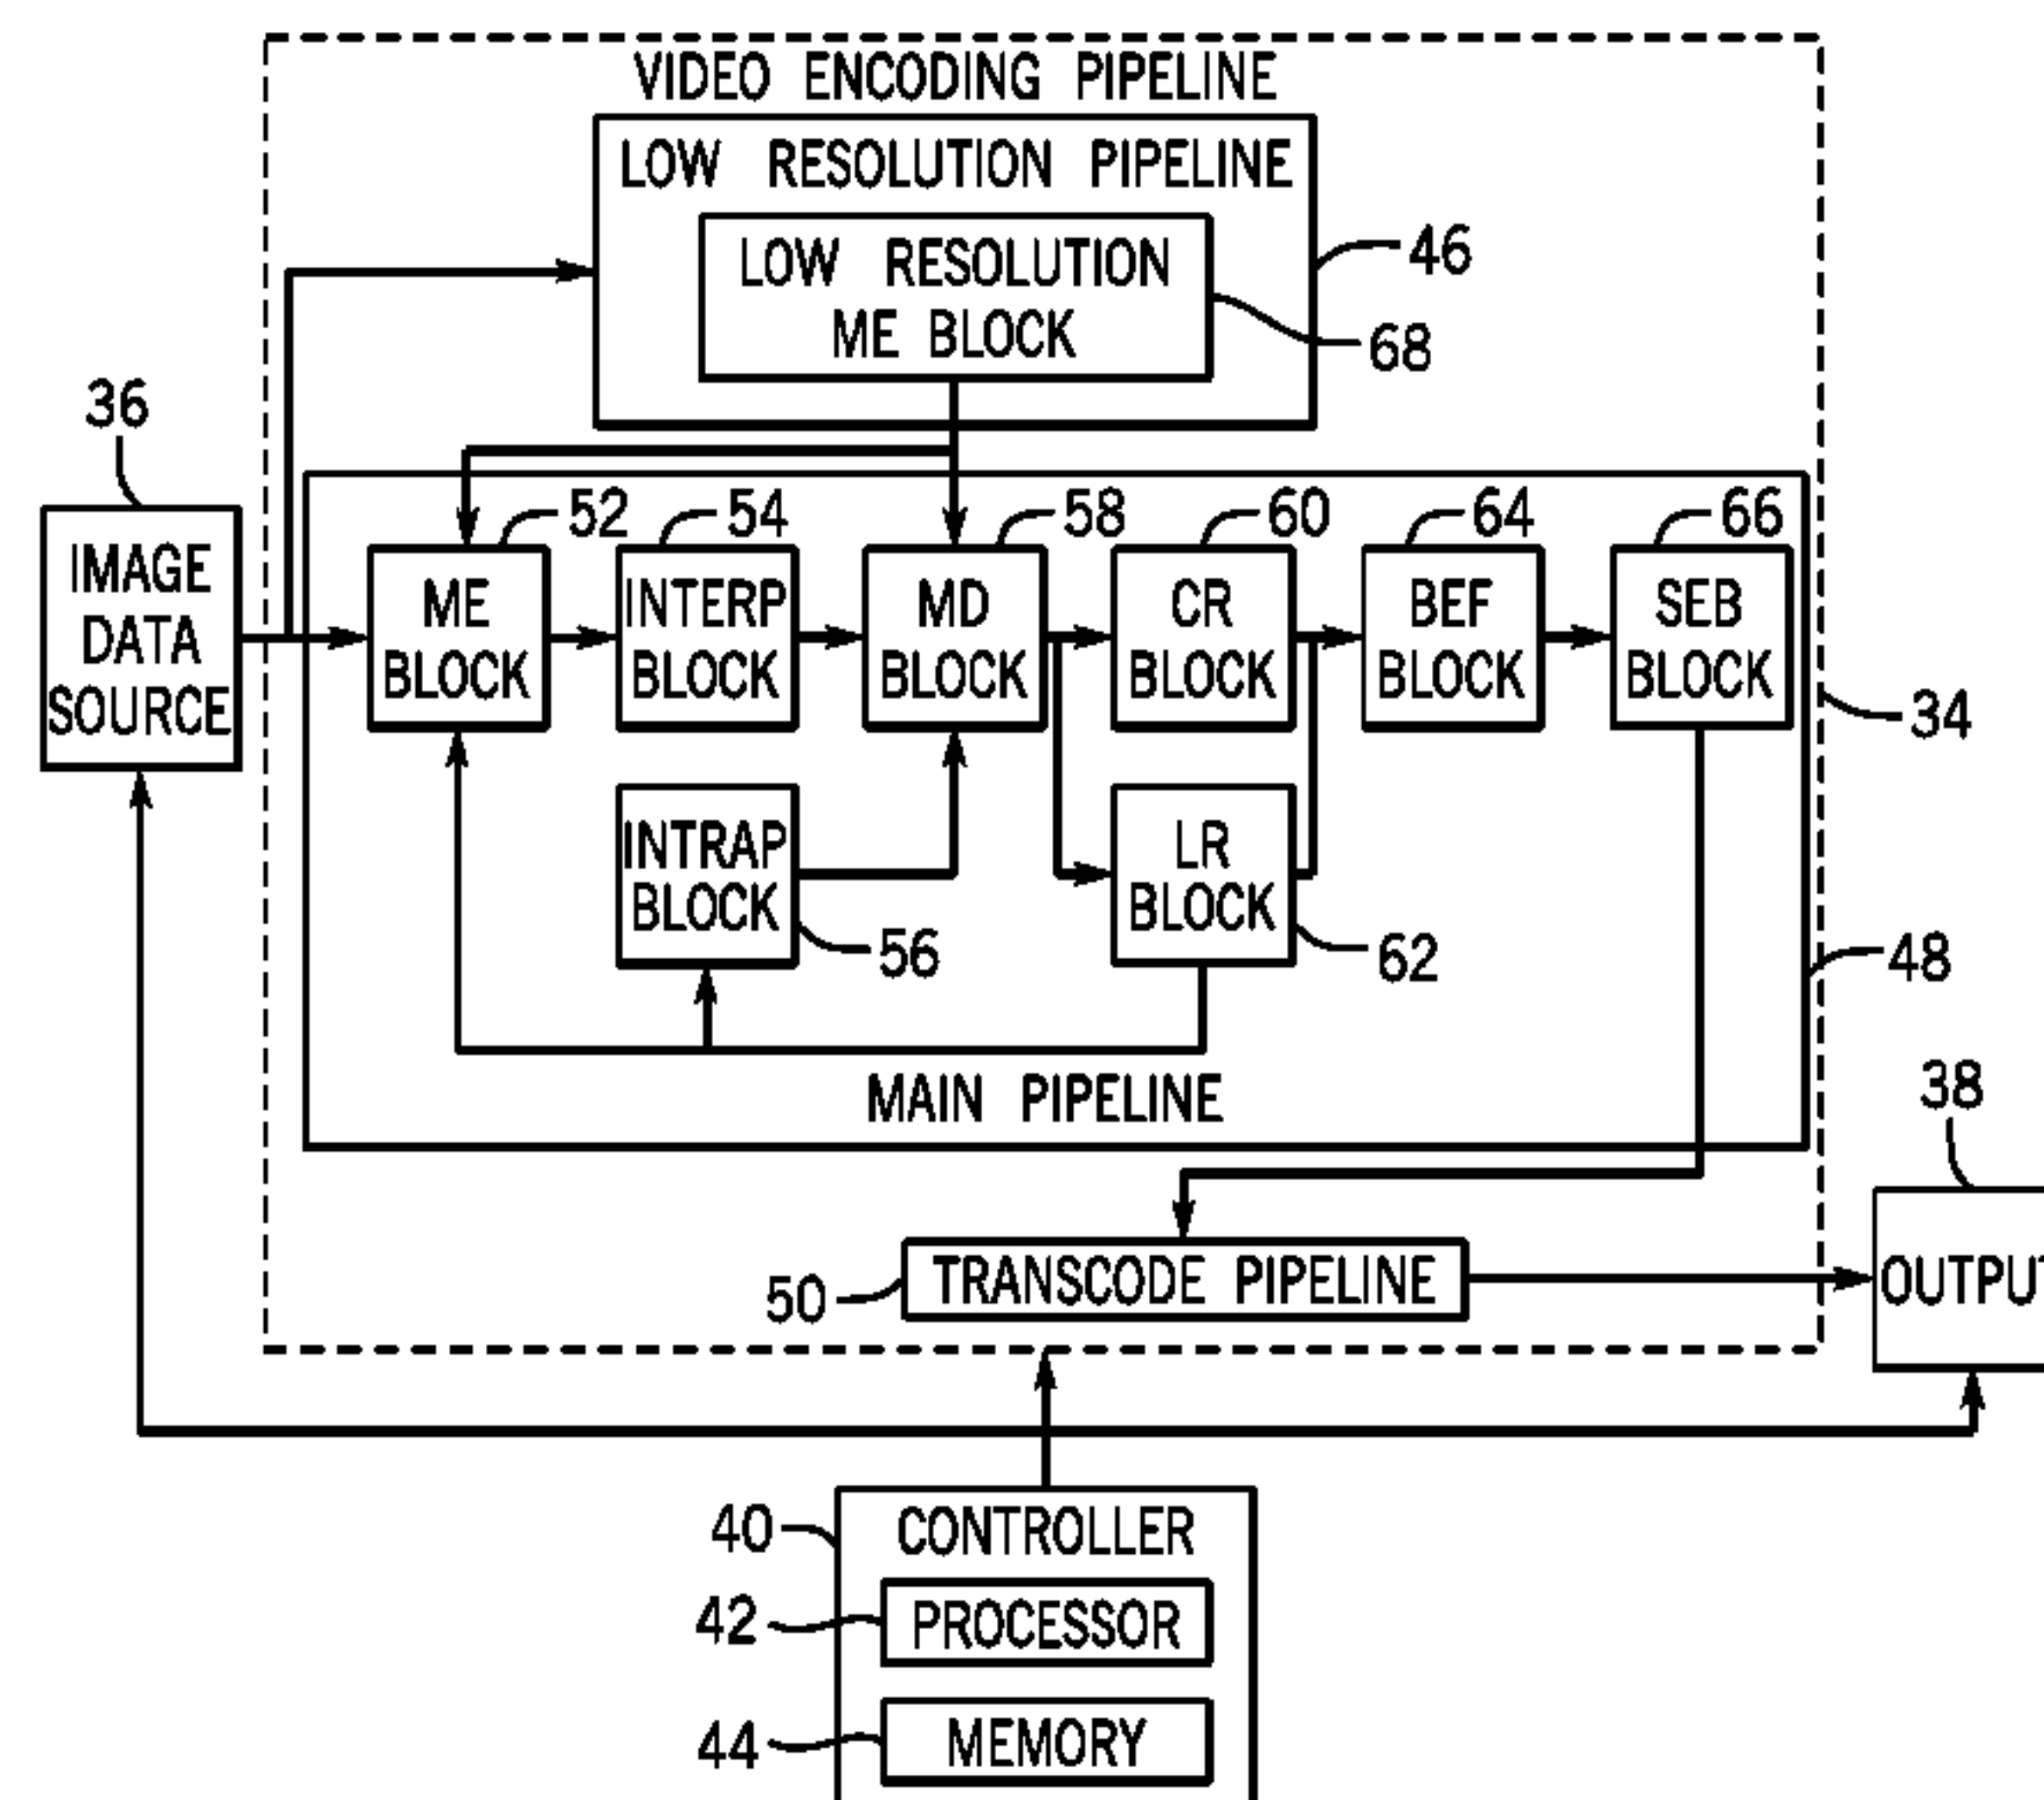 VIDEO ENCODING PIPELINE
LOW RESOLUTION PIPELINE
LOW RESOLUTION
ME BLOCK
46
68
36
IMAGE
DATA
SOURCE
52
54
58
60
64
66
ME
BLOCK
INTERP
BLOCK
MD
BLOCK
CR
BLOCK
BEF
BLOCK
SEB
BLOCK
34
INTRAP
BLOCK
56
LR
BLOCK
62
48
MAIN PIPELINE
38
50
TRANSCODE PIPELINE
OUTPUT
40
CONTROLLER
42
PROCESSOR
44
MEMORY